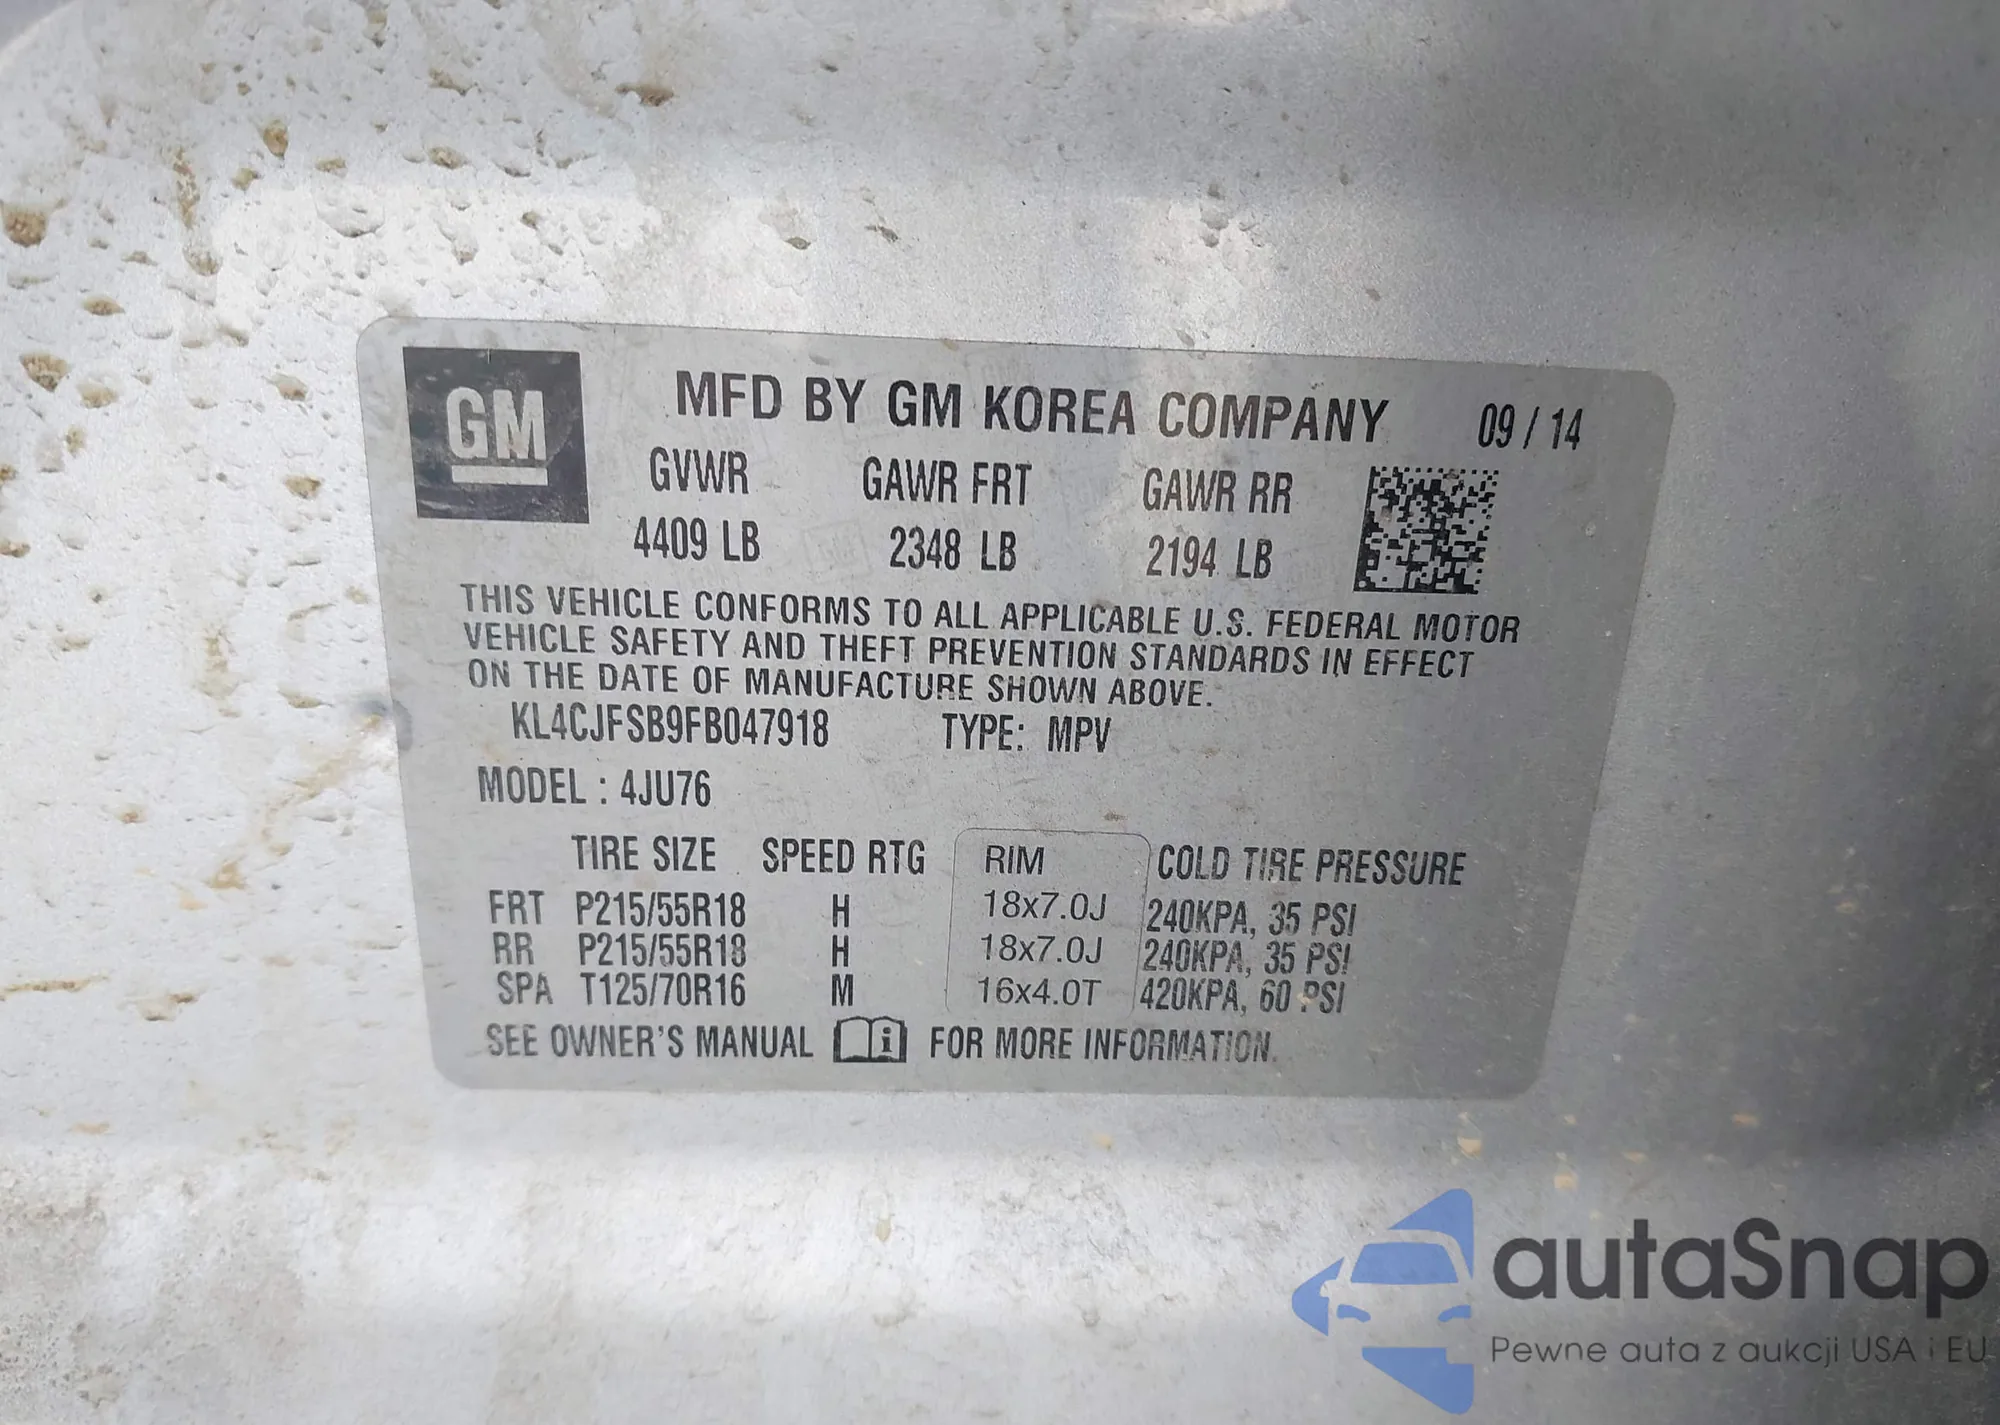 GM
MFD BY GM KOREA COMPANY 09 / 14
GVWR GAWR FRT GAWR RR
4409 LB 2348 LB 2194 LB
THIS VEHICLE CONFORMS TO ALL APPLICABLE U.S. FEDERAL MOTOR
VEHICLE SAFETY AND THEFT PREVENTION STANDARDS IN EFFECT
ON THE DATE OF MANUFACTURE SHOWN ABOVE.
KL4CJFSB9FB047918 TYPE: MPV
MODEL : 4JU76
TIRE SIZE SPEED RTG RIM COLD TIRE PRESSURE
FRT P215/55R18 H 18x7.0J 240KPA, 35 PSI
RR P215/55R18 H 18x7.0J 240KPA, 35 PSI
SPA T125/70R16 M 16x4.0T 420KPA, 60 PSI
SEE OWNER'S MANUAL i FOR MORE INFORMATION.
autaSnap
Pewne auta z aukcji USA i EU